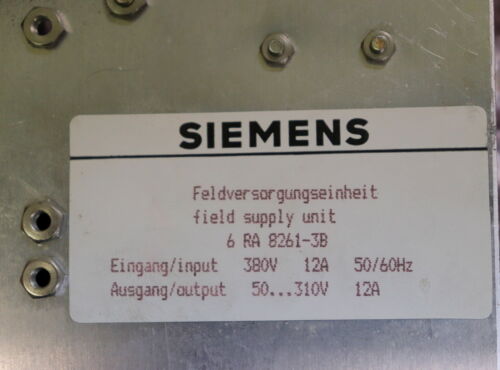 SIEMENS
Feldversorgungseinheit
field supply unit
6 RA 8261-3B
Eingang/input 380V 12A 50/60Hz
Ausgang/output 50...310V 12A